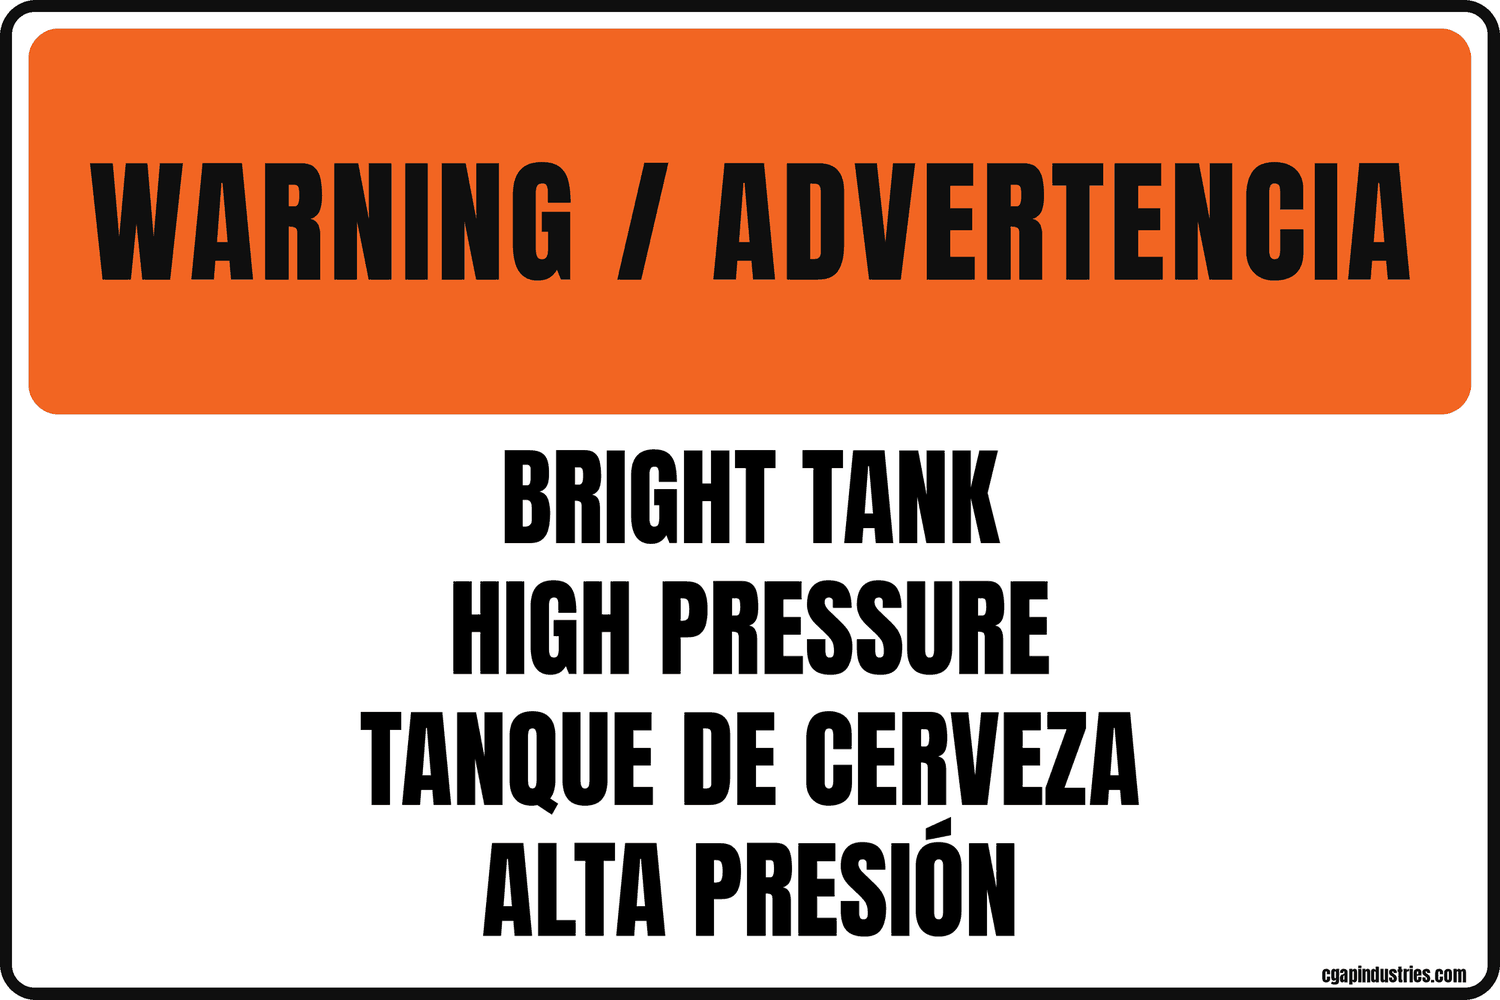 WARNING / ADVERTENCIA
BRIGHT TANK
HIGH PRESSURE
TANQUE DE CERVEZA
ALTA PRESIÓN
cgapindustries.com